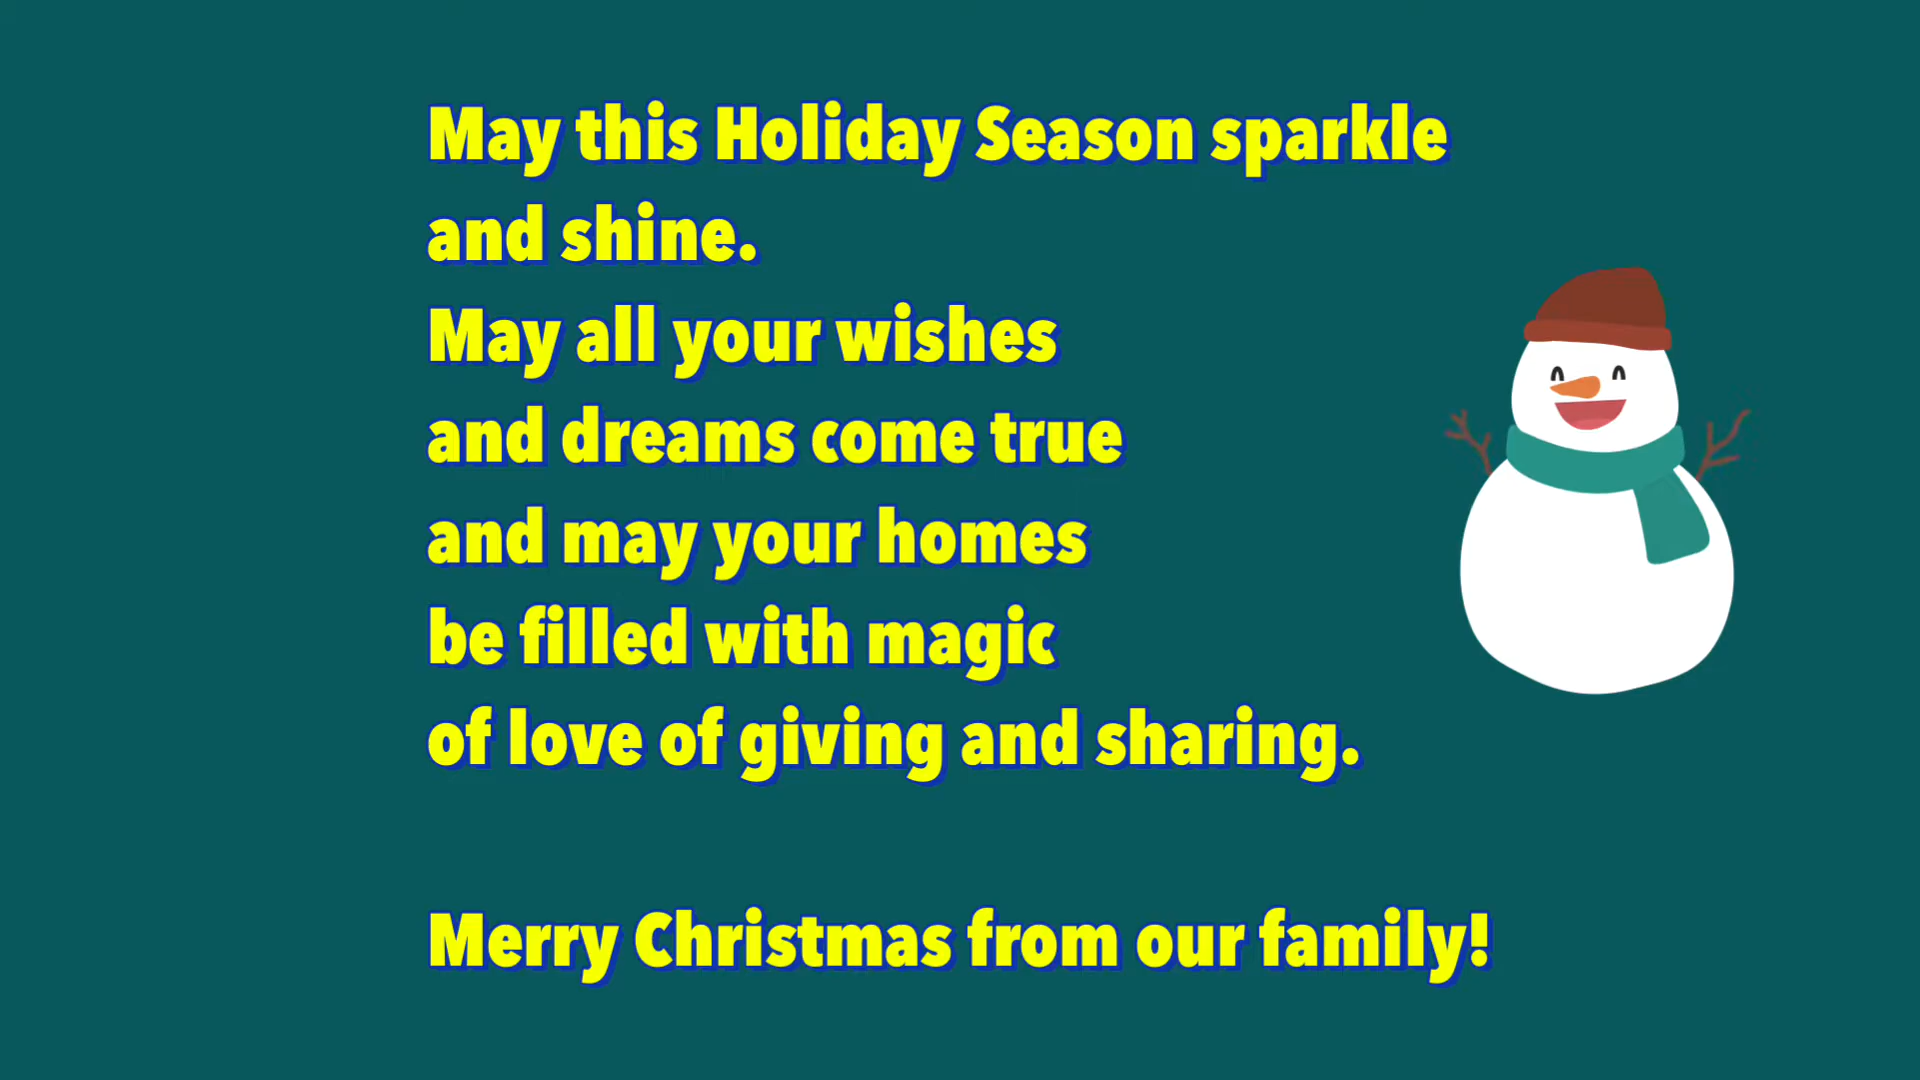 May this Holiday Season sparkle
and shine.
May all your wishes
and dreams come true
and may your homes
be filled with magic
of love of giving and sharing.
Merry Christmas from our family!